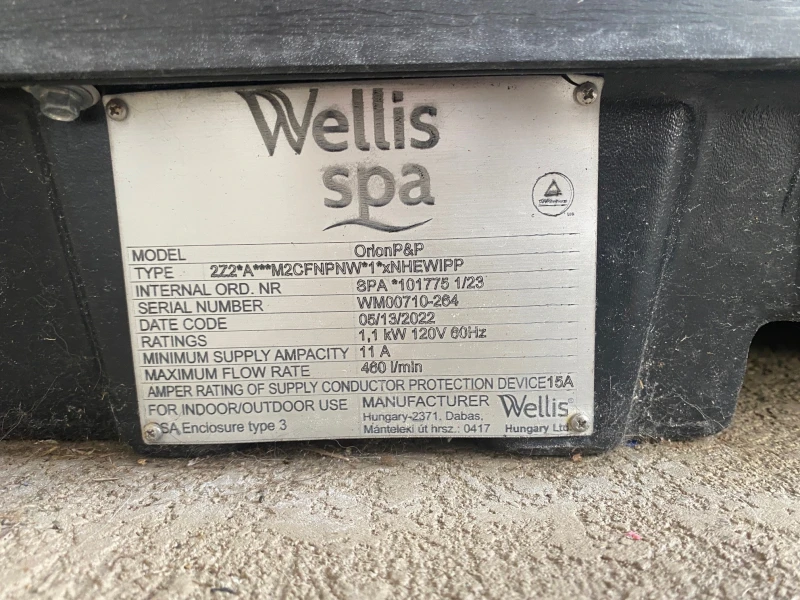 Wellis
spa
MODEL OrionP&P
TYPE 2Z2*A***M2CFNPNW*1*xNHEWIPP
INTERNAL ORD. NR SPA *101775 1/23
SERIAL NUMBER WM00710-264
DATE CODE 05/13/2022
RATINGS 1,1 kW 120V 60Hz
MINIMUM SUPPLY AMPACITY 11 A
MAXIMUM FLOW RATE 460 l/min
AMPER RATING OF SUPPLY CONDUCTOR PROTECTION DEVICE 15A
FOR INDOOR/OUTDOOR USE
SA Enclosure type 3
MANUFACTURER
Hungary-2371, Dabas,
Mánteleki út hrsz.: 0417
Wellis
Hungary Ltd